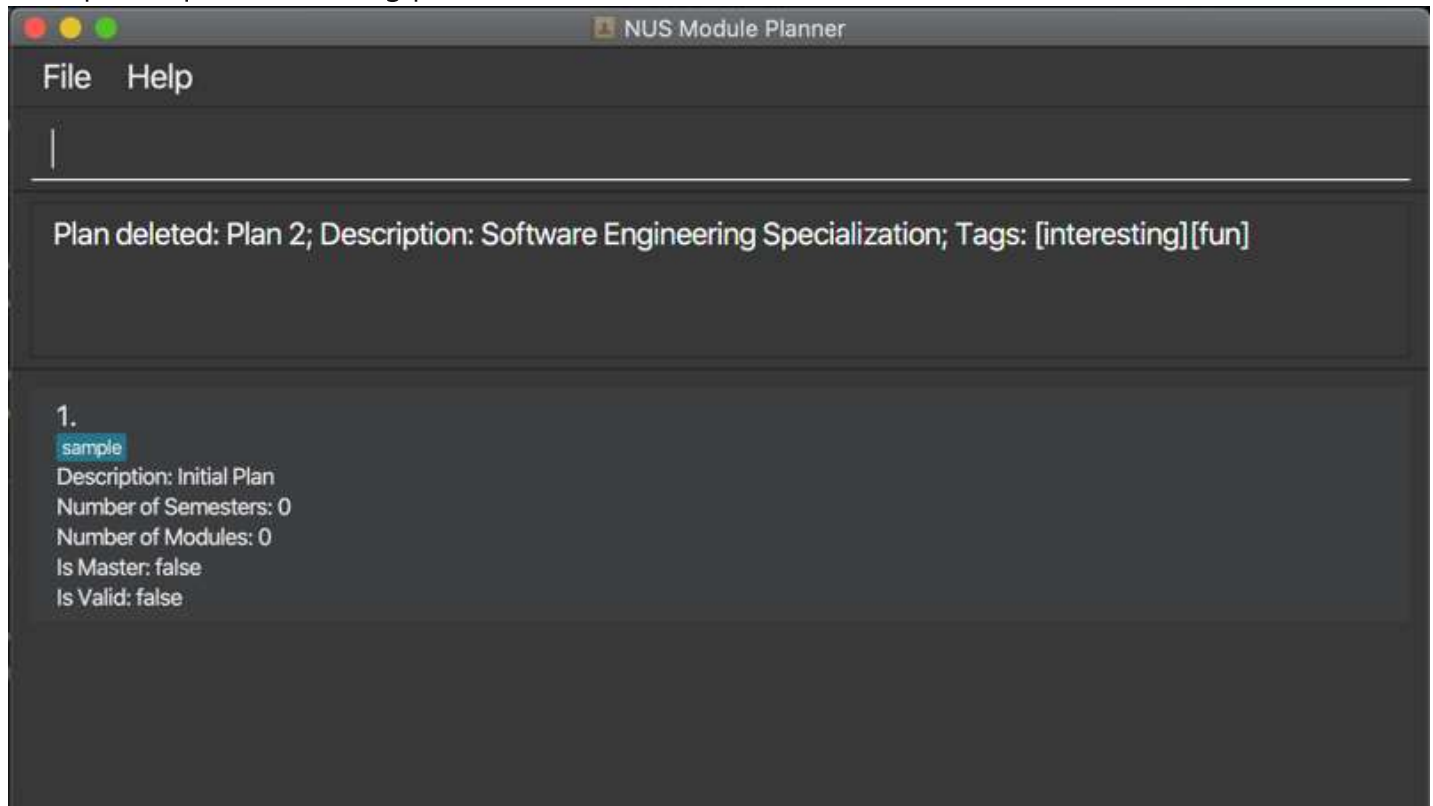 NUS Module Planner
File Help
Plan deleted: Plan 2; Description: Software Engineering Specialization; Tags: [interesting][fun]
1.
sample
Description: Initial Plan
Number of Semesters: 0
Number of Modules: 0
Is Master: false
Is Valid: false